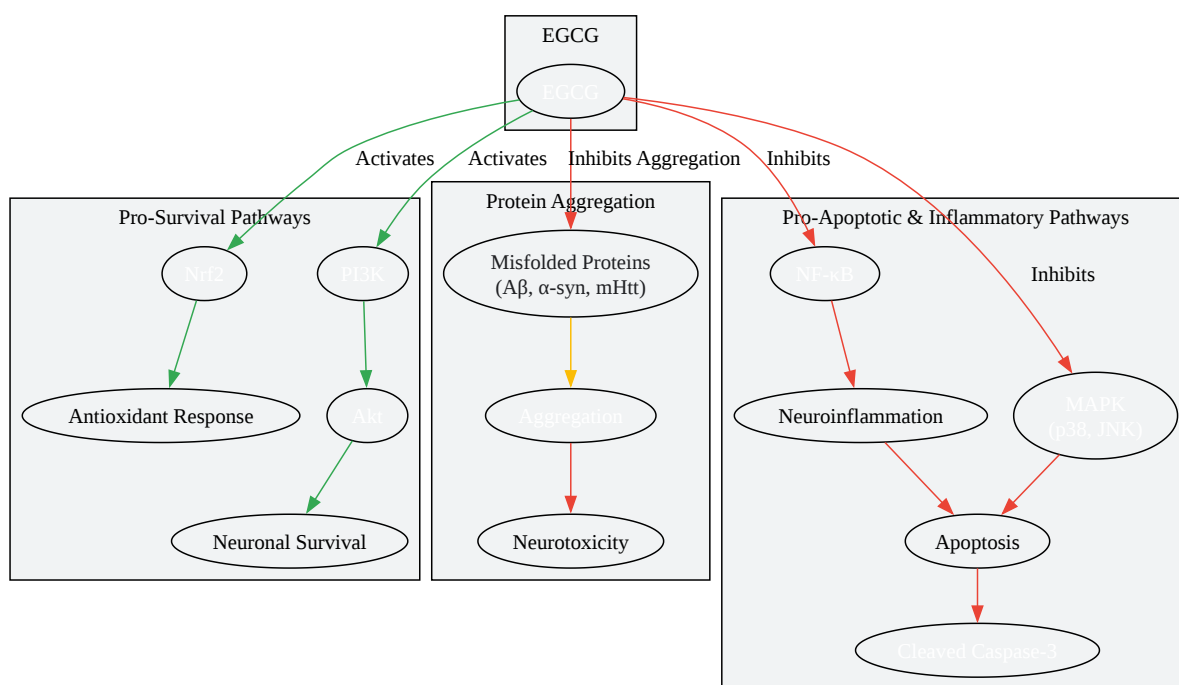 EGCG
EGCG
Activates
Activates
Inhibits Aggregation
Inhibits
Inhibits
Pro-Survival Pathways
Nrf2
PI3K
Antioxidant Response
Akt
Neuronal Survival
Protein Aggregation
Misfolded Proteins
(Aβ, α-syn, mHtt)
Aggregation
Neurotoxicity
Pro-Apoptotic & Inflammatory Pathways
NF-κB
Neuroinflammation
MAPK
(p38, JNK)
Apoptosis
Cleaved Caspase-3